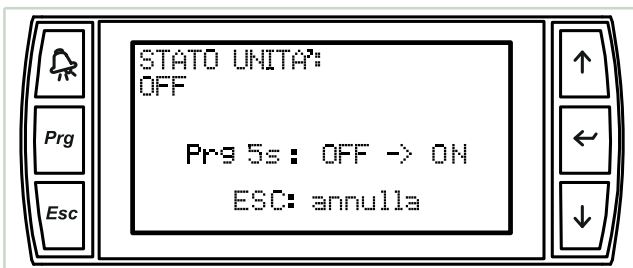 STATO UNITA':
OFF
Prg
Prg 5s: OFF -> ON
Esc
ESC: annulla